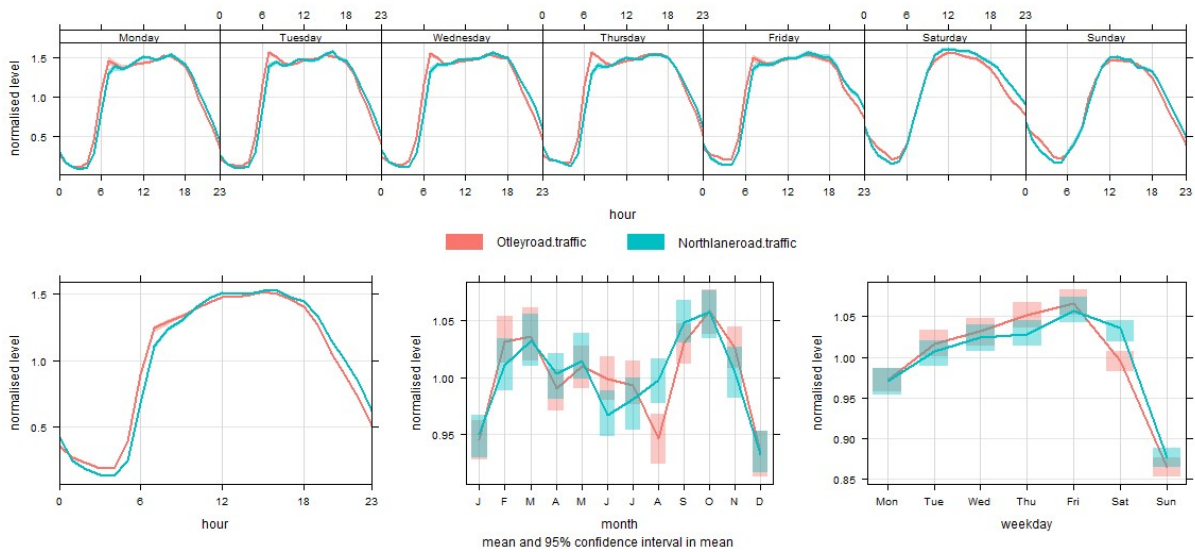 0 6 12 18 23 0 6 12 18 23 0 6 12 18 23
Monday Tuesday Wednesday Thursday Friday Saturday Sunday
1.5
1.0
0.5
normalised level
0 6 12 18 23 0 6 12 18 23 0 6 12 18 23 0 6 12 18 23
hour
Otleyroad.traffic Northlaneroad.traffic
1.5
1.0
0.5
normalised level
0 6 12 18 23
hour
1.05
1.00
0.95
normalised level
J F M A M J J A S O N D
month
1.05
1.00
0.95
0.90
0.85
normalised level
Mon Tue Wed Thu Fri Sat Sun
weekday
mean and 95% confidence interval in mean